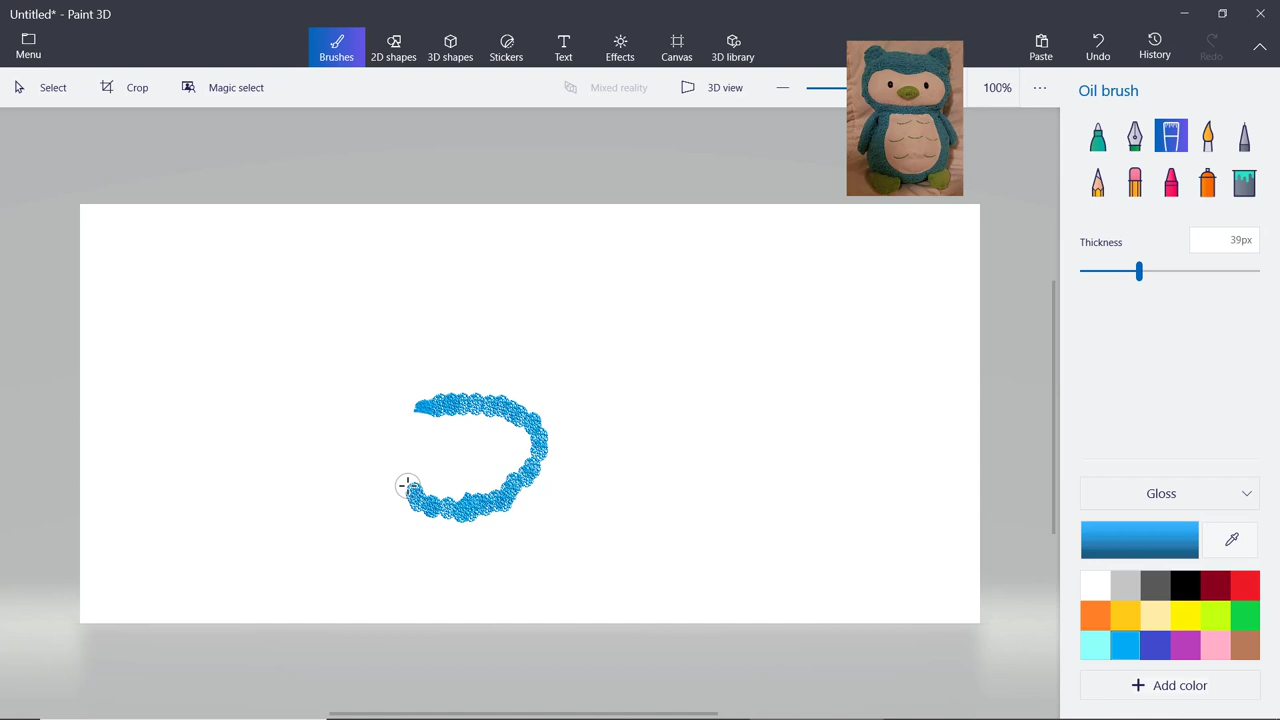 Untitled* - Paint 3D
Menu
Brushes
2D shapes
3D shapes
Stickers
Text
Effects
Canvas
3D library
Paste
Undo
History
Redo
Select
Crop
Magic select
Mixed reality
3D view
100%
Oil brush
Thickness
39px
Gloss
Add color